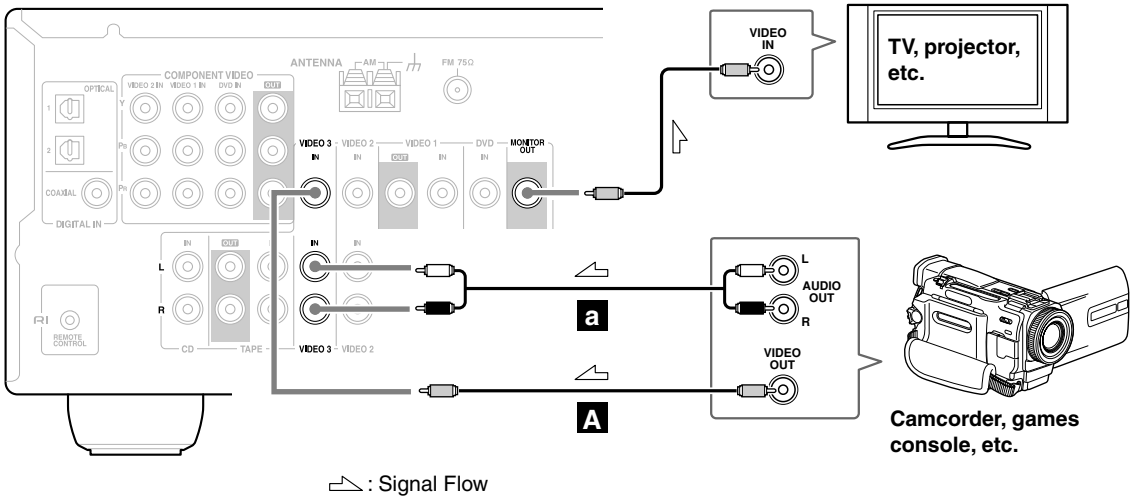 VIDEO
IN
TV, projector,
etc.
ANTENNA
AM
FM 75Ω
COMPONENT VIDEO
VIDEO 2 IN
VIDEO 1 IN
DVD IN
OUT
OPTICAL
1
2
Y
PB
PR
COAXIAL
DIGITAL IN
VIDEO 3
VIDEO 2
VIDEO 1
DVD
MONITOR
OUT
IN
IN
OUT
IN
IN
IN
OUT
IN
IN
L
R
CD
TAPE
VIDEO 3
VIDEO 2
RI
REMOTE
CONTROL
a
A
L
AUDIO
OUT
R
VIDEO
OUT
Camcorder, games
console, etc.
: Signal Flow